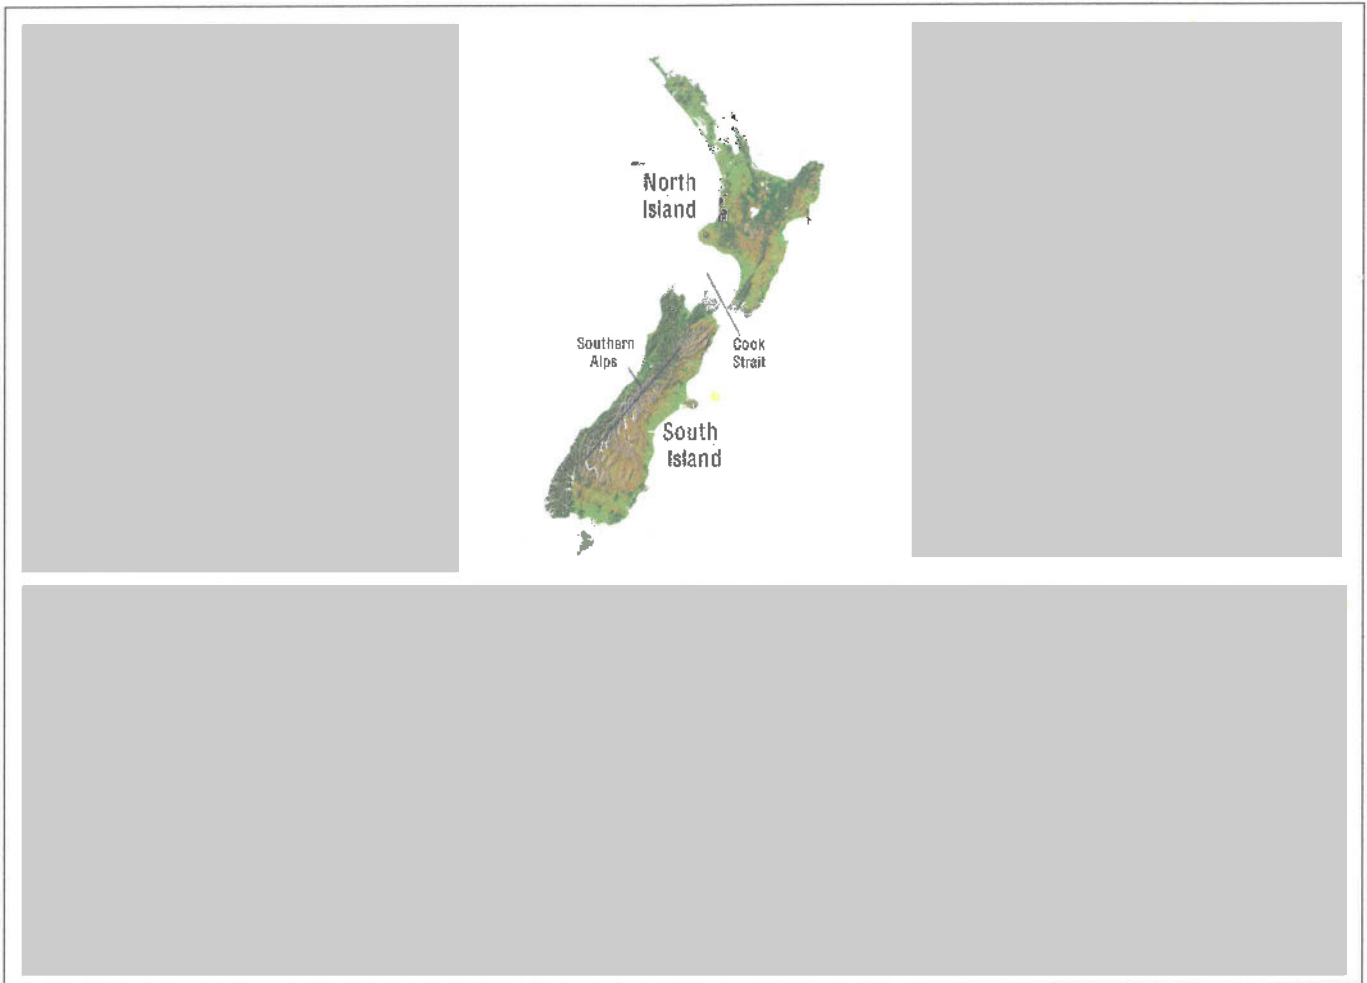 North
Island
Southern
Alps
Cook
Strait
South
Island